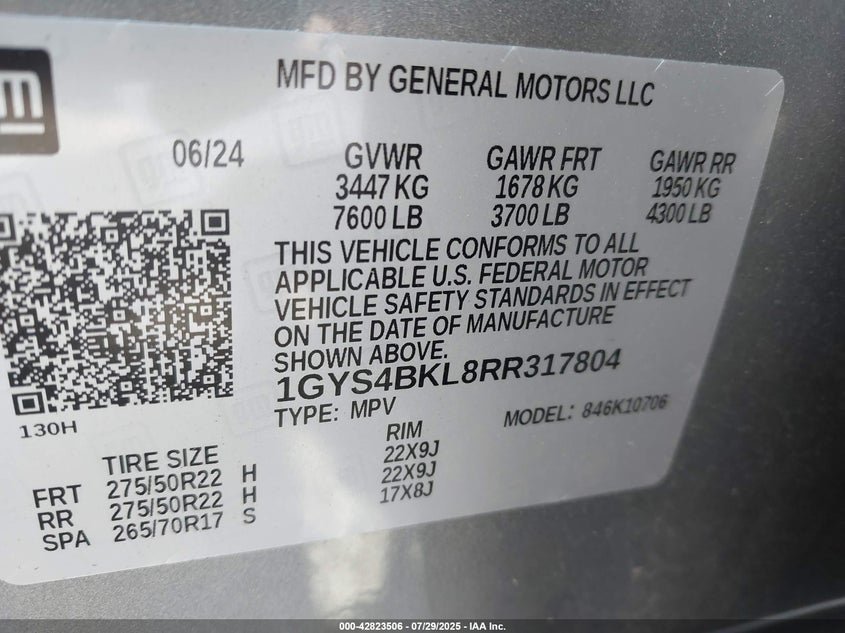 gm
MFD BY GENERAL MOTORS LLC
06/24 GVWR GAWR FRT GAWR RR
3447 KG 1678 KG 1950 KG
7600 LB 3700 LB 4300 LB
THIS VEHICLE CONFORMS TO ALL
APPLICABLE U.S. FEDERAL MOTOR
VEHICLE SAFETY STANDARDS IN EFFECT
ON THE DATE OF MANUFACTURE
SHOWN ABOVE.
1GYS4BKL8RR317804
TYPE: MPV MODEL: 846K10706
130H
TIRE SIZE RIM
FRT 275/50R22 H 22X9J
RR 275/50R22 H 22X9J
SPA 265/70R17 S 17X8J
000-42823506 - 07/29/2025 - IAA Inc.